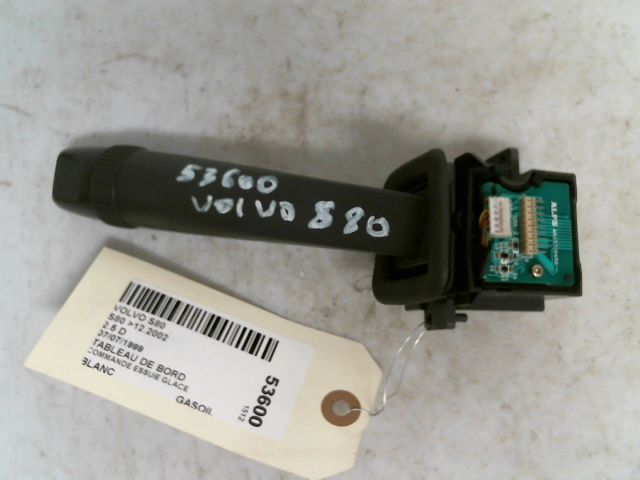 53600
VOLVO S80
ALPS
VOLVO S80
S80 >12.2002
2.5 D
07/07/1999
TABLEAU DE BORD
COMMANDE ESSUIE GLACE
BLANC
GASOIL
53600
1512